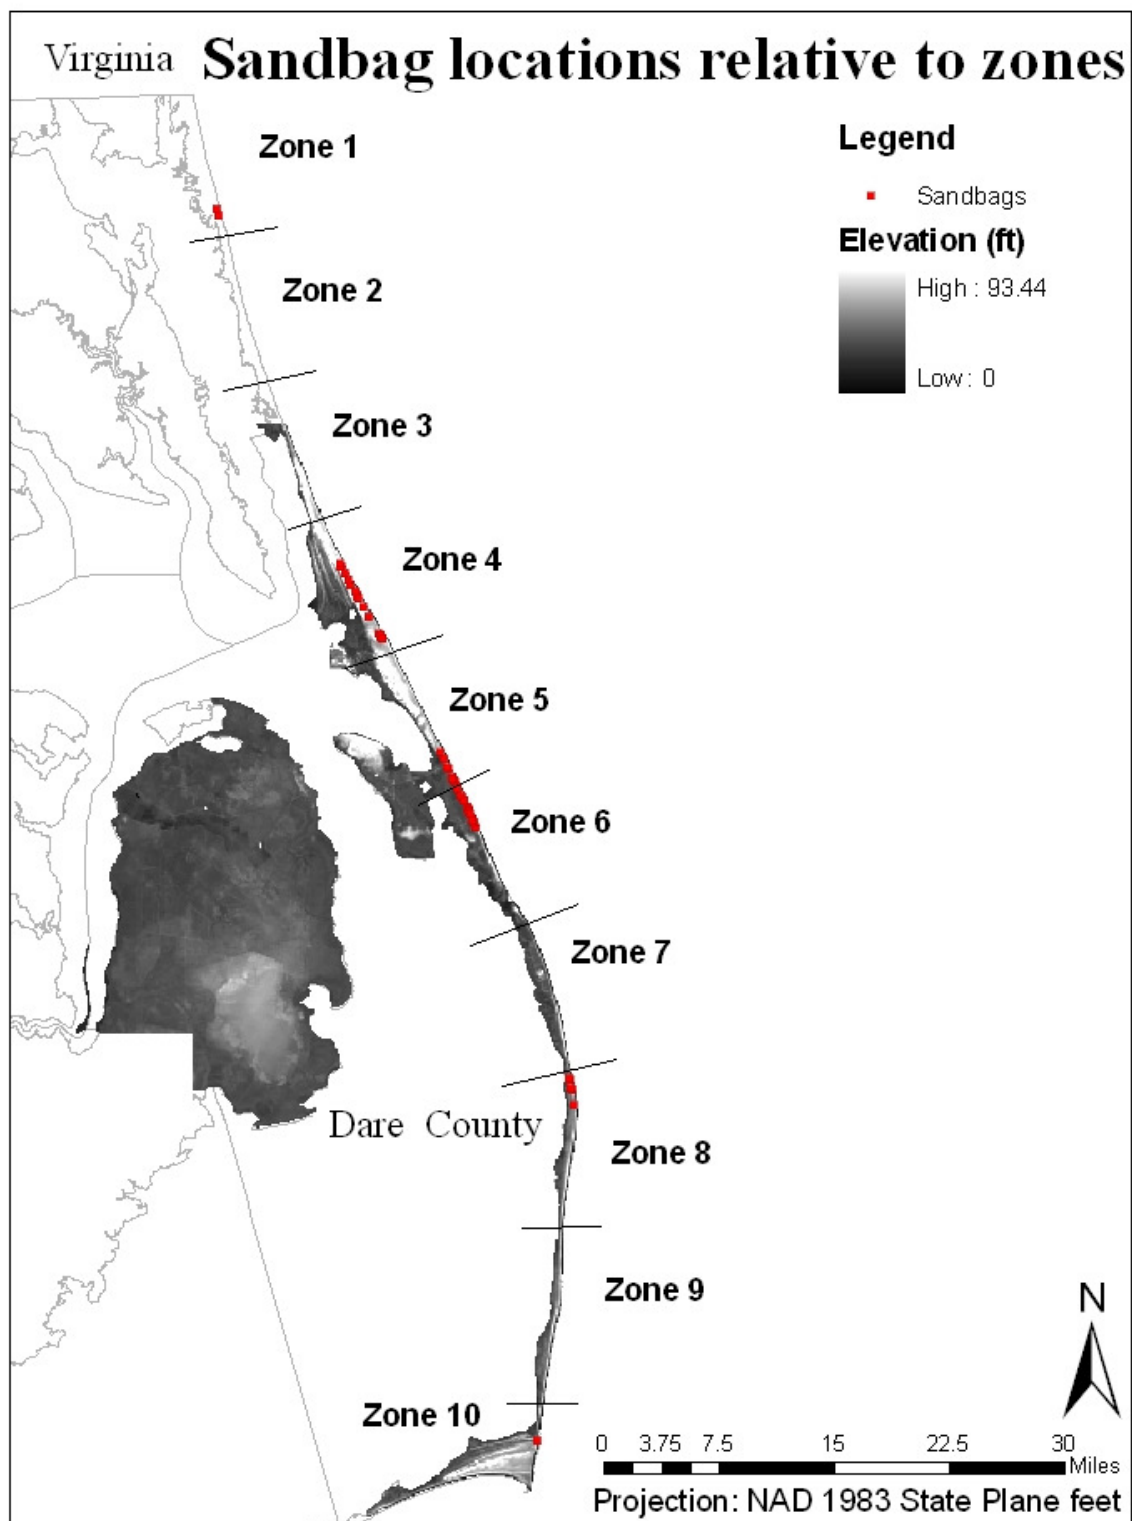 Virginia Sandbag locations relative to zones
Zone 1
Legend
Sandbags
Elevation (ft)
High : 93.44
Low : 0
Zone 2
Zone 3
Zone 4
Zone 5
Zone 6
Zone 7
Dare County
Zone 8
Zone 9
N
Zone 10
0 3.75 7.5 15 22.5 30
Miles
Projection: NAD 1983 State Plane feet